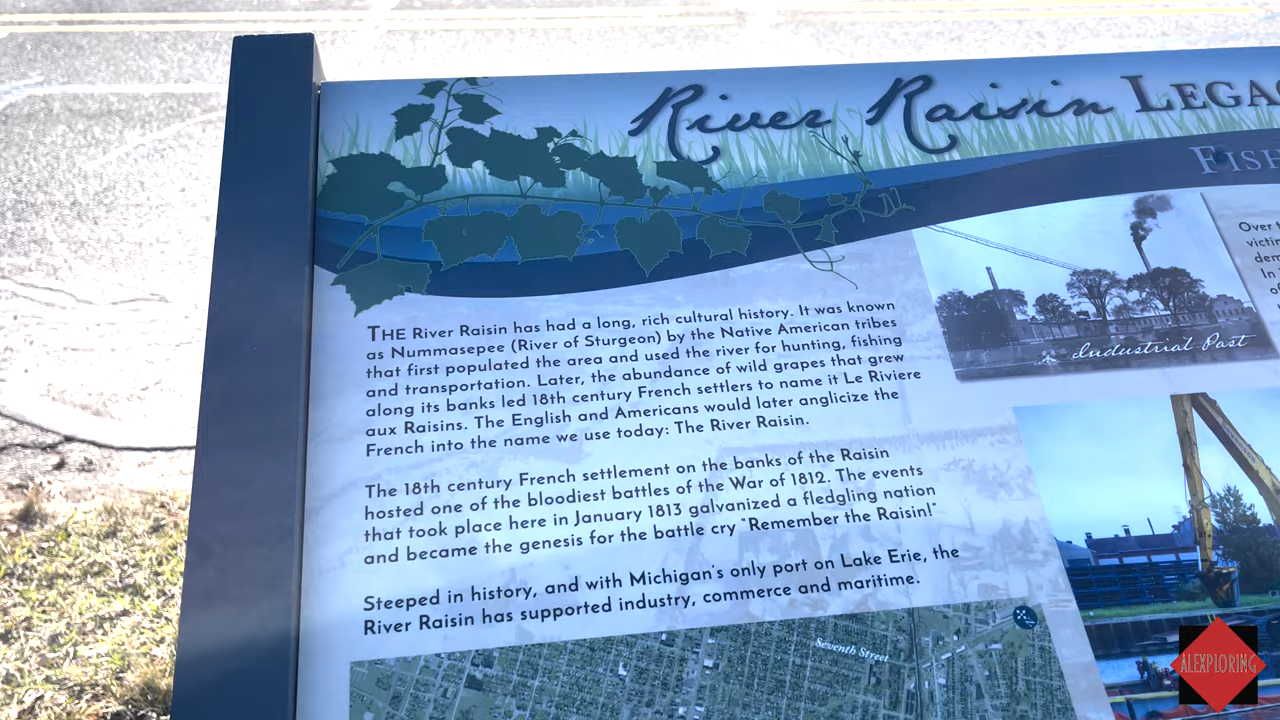 River Raisin
THE River Raisin has had a long, rich cultural history. It was known
as Nummasepee (River of Sturgeon) by the Native American tribes
that first populated the area and used the river for hunting, fishing
and transportation. Later, the abundance of wild grapes that grew
along its banks led 18th century French settlers to name it Le Riviere
aux Raisins. The English and Americans would later anglicize the
French into the name we use today: The River Raisin.
The 18th century French settlement on the banks of the Raisin
hosted one of the bloodiest battles of the War of 1812. The events
that took place here in January 1813 galvanized a fledgling nation
and became the genesis for the battle cry "Remember the Raisin!"
Steeped in history, and with Michigan's only port on Lake Erie, the
River Raisin has supported industry, commerce and maritime.
Industrial Past
Over
In
Seventh Street
ALEXPLORING